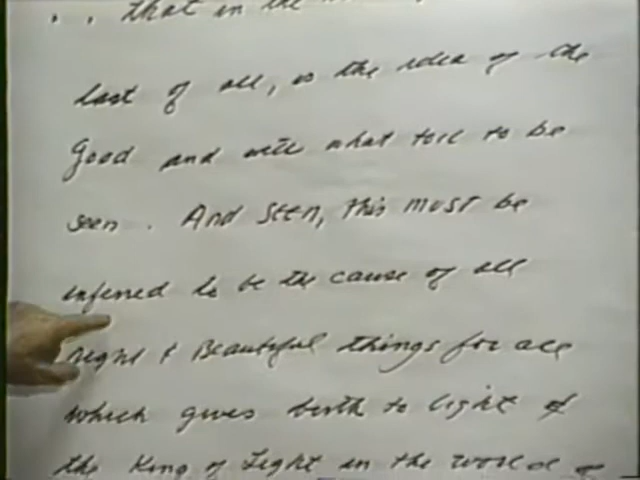 . . that in the
last of all, is the idea of the
Good and with what toil to be
seen. And seen, this must be
inferred to be the cause of all
right & Beautiful things for all
which gives birth to light &
the King of Light in the world